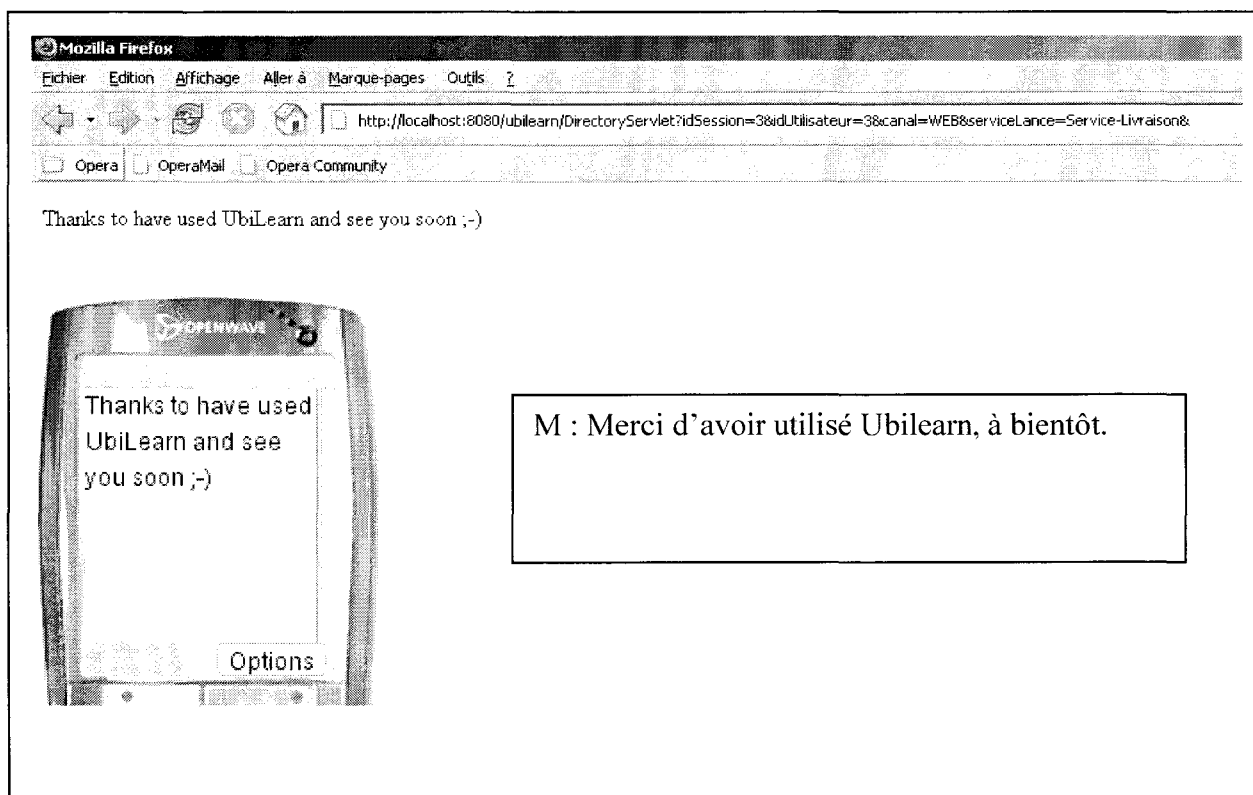 Mozilla Firefox
Fichier Edition Affichage Aller à Marque-pages Outils ?
http://localhost:8080/ubilearn/DirectoryServlet?idSession=3&idUtilisateur=3&canal=WEB&serviceLance=Service-Livraison&
Opera OperaMail Opera Community
Thanks to have used UbiLearn and see you soon ;-)
OPENWAVE
Thanks to have used
UbiLearn and see
you soon ;-)
Options
M : Merci d'avoir utilisé Ubilearn, à bientôt.